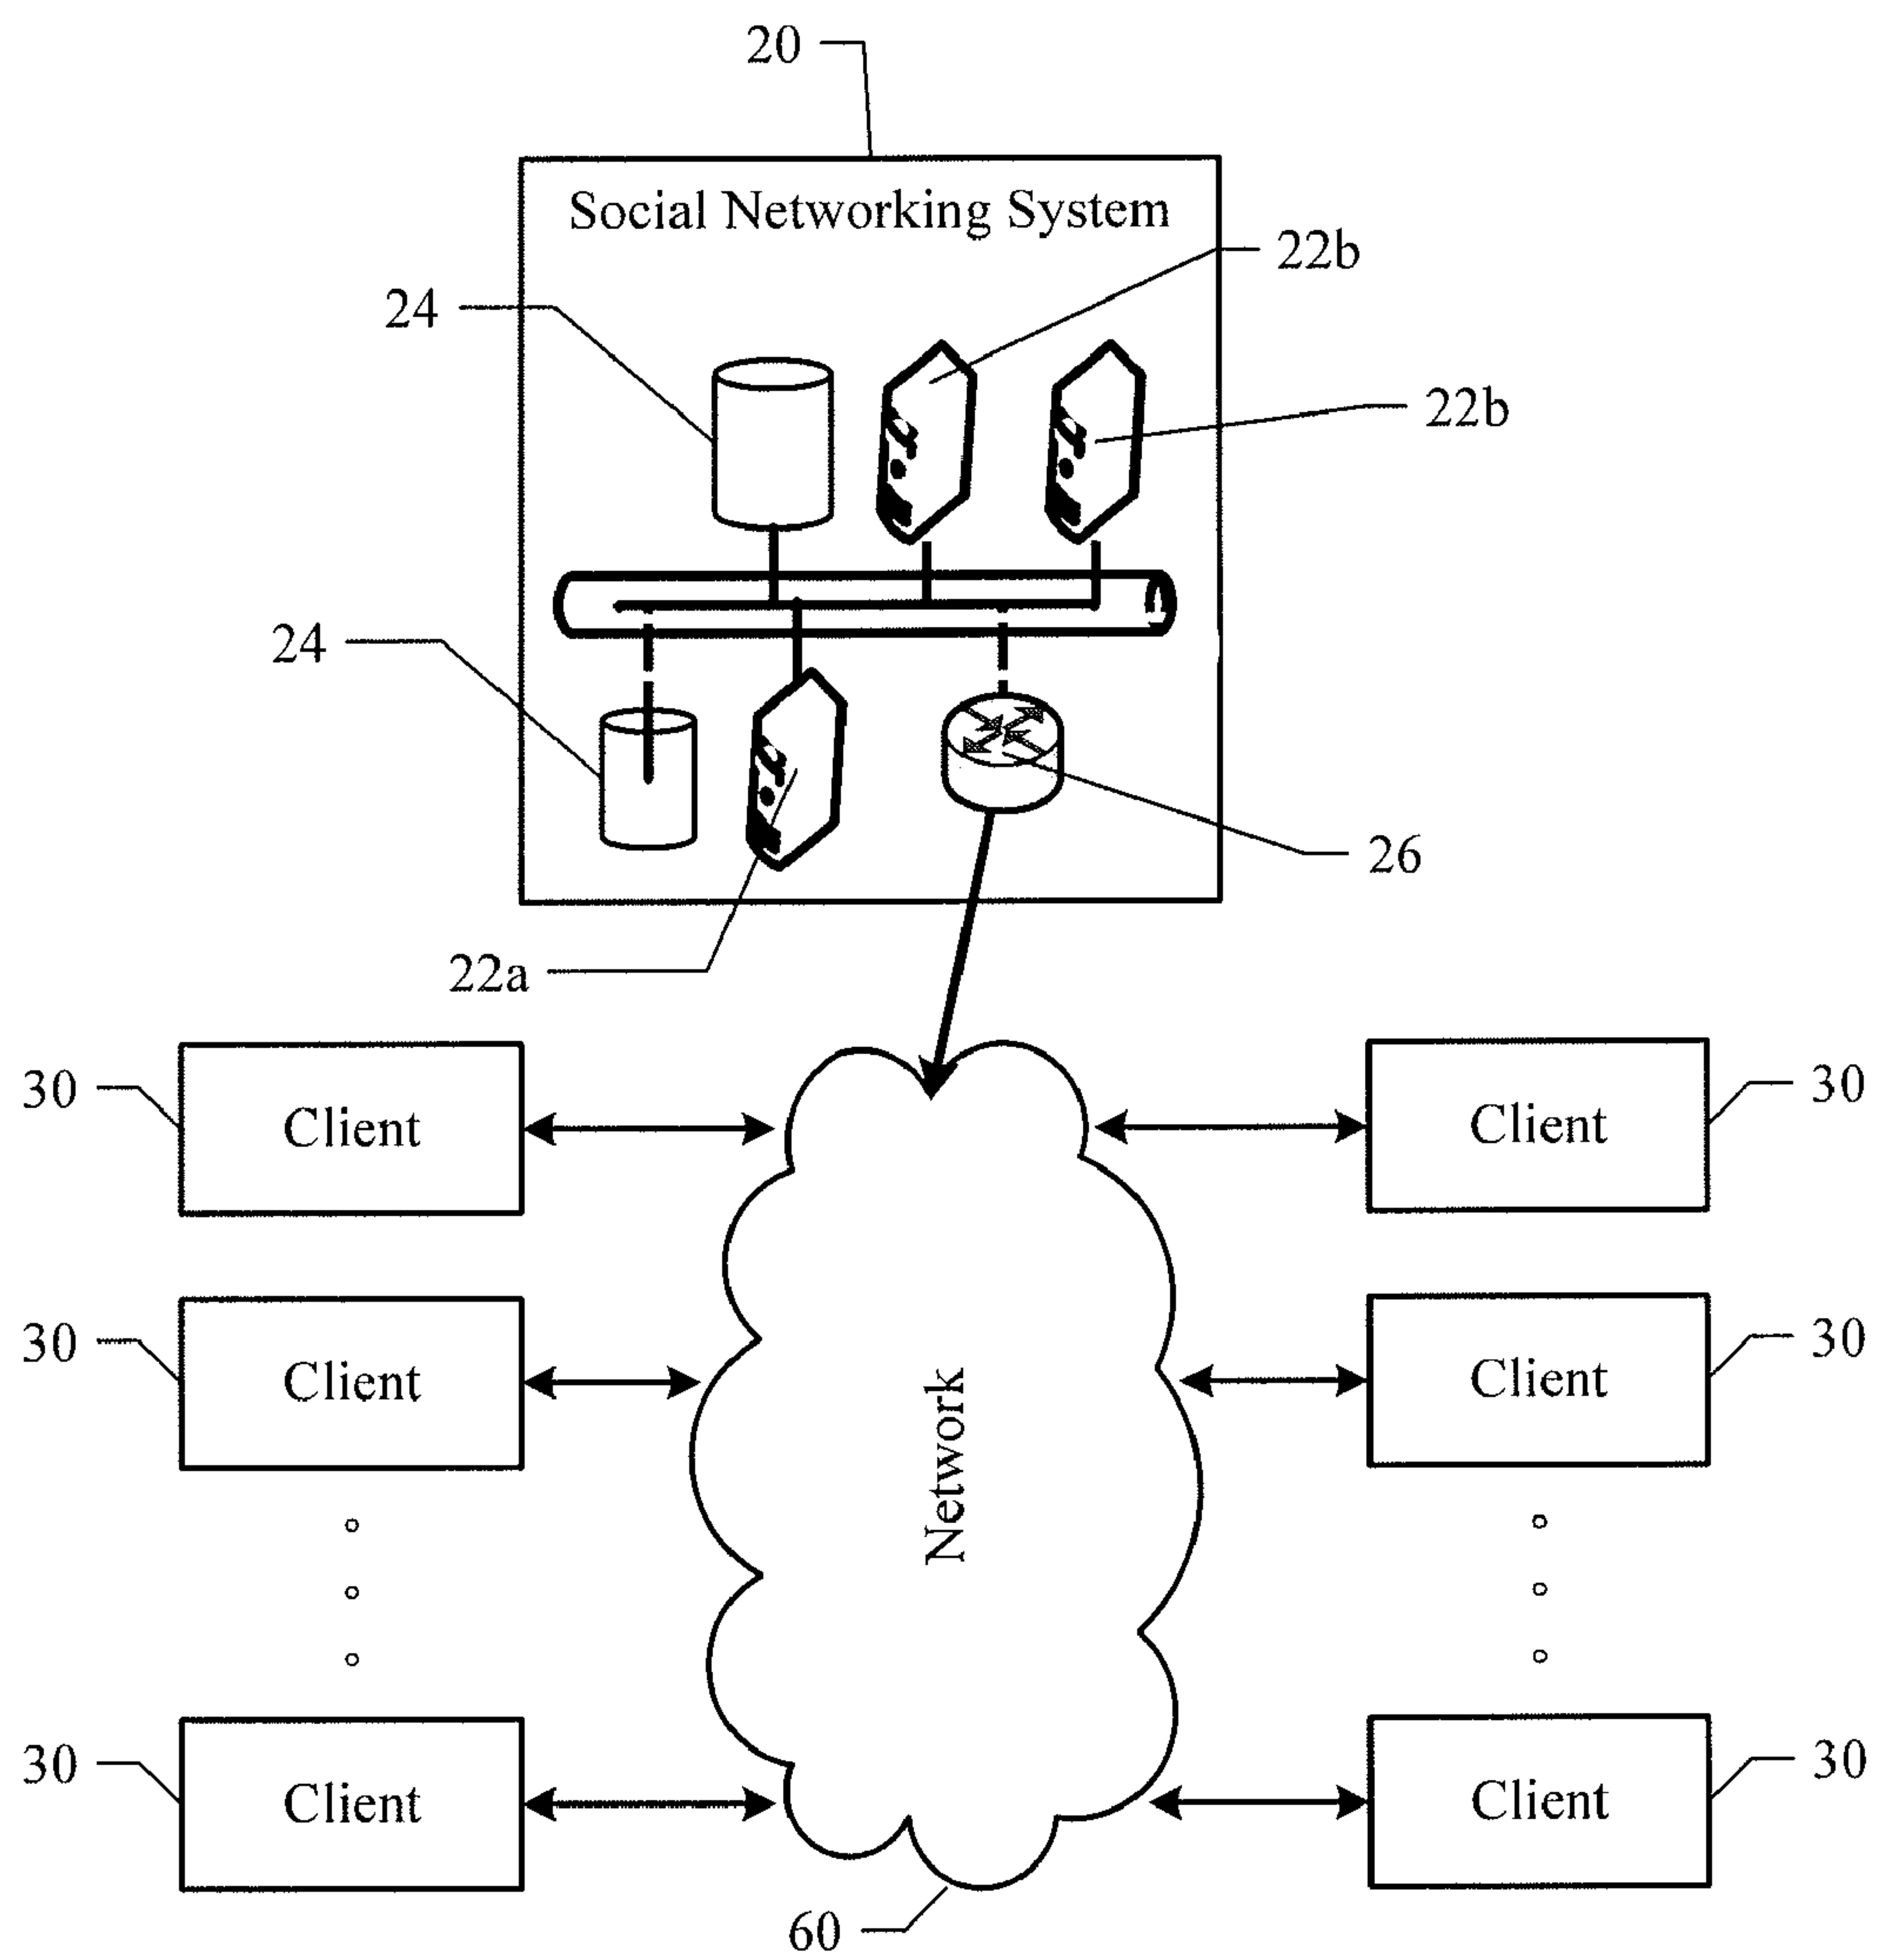 20
Social Networking System
22b
24
22b
24
26
22a
30
Client
Client
30
30
Client
Client
30
Network
30
Client
Client
30
60